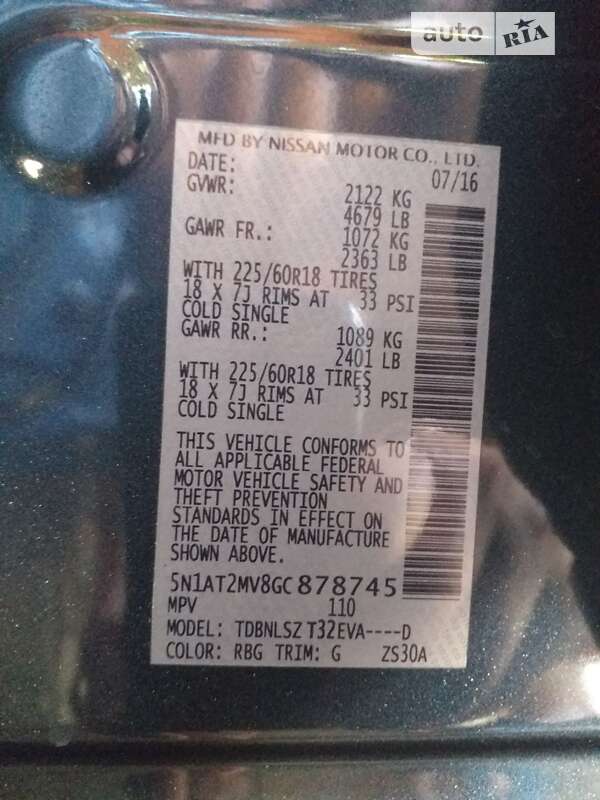 auto RIA
MFD BY NISSAN MOTOR CO., LTD.
DATE: 07/16
GVWR: 2122 KG
4679 LB
GAWR FR.: 1072 KG
2363 LB
WITH 225/60R18 TIRES
18 X 7J RIMS AT 33 PSI
COLD SINGLE
GAWR RR.: 1089 KG
2401 LB
WITH 225/60R18 TIRES
18 X 7J RIMS AT 33 PSI
COLD SINGLE
THIS VEHICLE CONFORMS TO
ALL APPLICABLE FEDERAL
MOTOR VEHICLE SAFETY AND
THEFT PREVENTION
STANDARDS IN EFFECT ON
THE DATE OF MANUFACTURE
SHOWN ABOVE.
5N1AT2MV8GC878745
MPV 110
MODEL: TDBNLSZ T32EVA----D
COLOR: RBG TRIM: G ZS30A